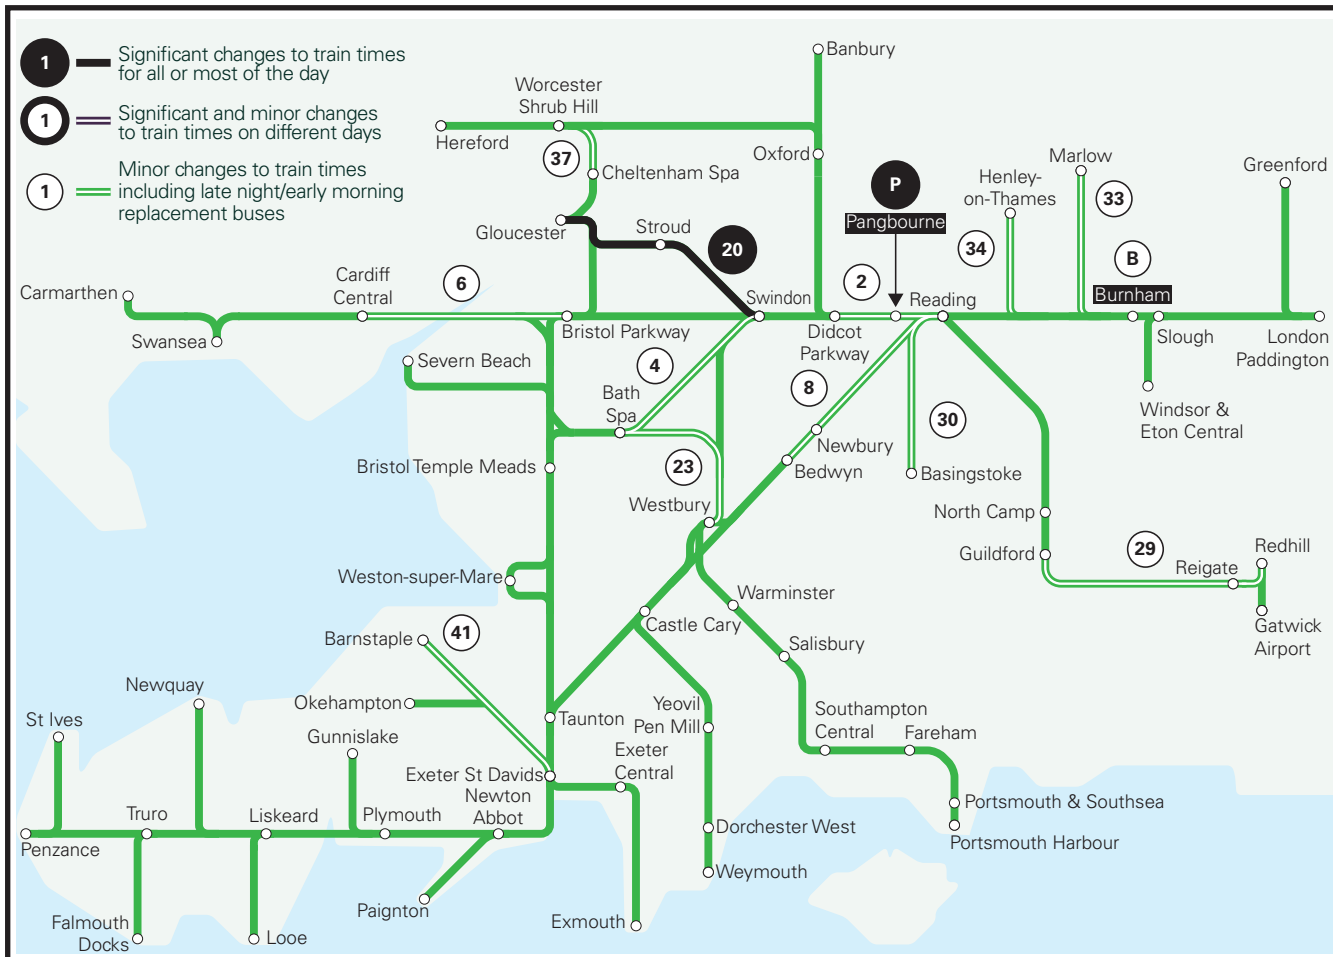 1
Significant changes to train times
for all or most of the day
1
Significant and minor changes
to train times on different days
1
Minor changes to train times
including late night/early morning
replacement buses
Banbury
Worcester
Shrub Hill
Hereford
37
Cheltenham Spa
Oxford
P
Pangbourne
Marlow
Henley-
on-Thames
33
34
Greenford
Gloucester
Stroud
20
B
Burnham
Carmarthen
Cardiff
Central
6
2
Swindon
Reading
Swansea
Bristol Parkway
Didcot
Parkway
Slough
London
Paddington
Severn Beach
4
8
Bath
Spa
30
Windsor &
Eton Central
Newbury
Bedwyn
Basingstoke
Bristol Temple Meads
23
Westbury
North Camp
Guildford
29
Reigate
Redhill
Gatwick
Airport
Weston-super-Mare
Warminster
Castle Cary
Salisbury
Barnstaple
41
Newquay
Okehampton
St Ives
Gunnislake
Taunton
Yeovil
Pen Mill
Southampton
Central
Fareham
Exeter St Davids
Exeter
Central
Newton
Abbot
Truro
Liskeard
Plymouth
Penzance
Portsmouth & Southsea
Portsmouth Harbour
Dorchester West
Weymouth
Paignton
Exmouth
Falmouth
Docks
Looe